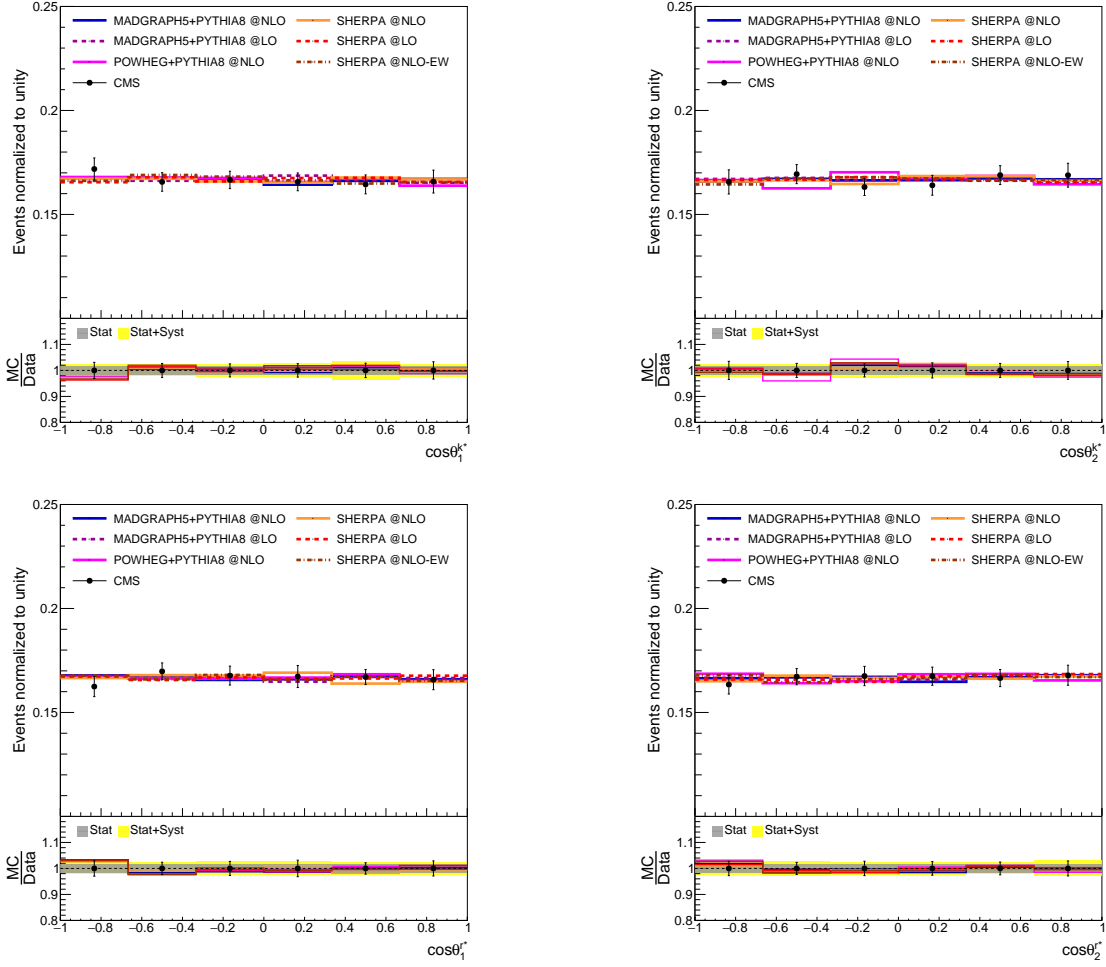 MADGRAPH5+PYTHIA8 @NLO SHERPA @NLO
MADGRAPH5+PYTHIA8 @LO SHERPA @LO
POWHEG+PYTHIA8 @NLO SHERPA @NLO-EW
CMS
Events normalized to unity
0.25
0.2
0.15
0.1
Stat Stat+Syst
MC
Data
1.1
1
0.9
0.8
−1 −0.8 −0.6 −0.4 −0.2 0 0.2 0.4 0.6 0.8 1
cosθ₁ᵏ*
MADGRAPH5+PYTHIA8 @NLO SHERPA @NLO
MADGRAPH5+PYTHIA8 @LO SHERPA @LO
POWHEG+PYTHIA8 @NLO SHERPA @NLO-EW
CMS
Events normalized to unity
0.25
0.2
0.15
Stat Stat+Syst
MC
Data
1.1
1
0.9
0.8
−1 −0.8 −0.6 −0.4 −0.2 0 0.2 0.4 0.6 0.8 1
cosθ₂ᵏ*
MADGRAPH5+PYTHIA8 @NLO SHERPA @NLO
MADGRAPH5+PYTHIA8 @LO SHERPA @LO
POWHEG+PYTHIA8 @NLO SHERPA @NLO-EW
CMS
Events normalized to unity
0.25
0.2
0.15
Stat Stat+Syst
MC
Data
1.1
1
0.9
0.8
−1 −0.8 −0.6 −0.4 −0.2 0 0.2 0.4 0.6 0.8 1
cosθ₁ʳ*
MADGRAPH5+PYTHIA8 @NLO SHERPA @NLO
MADGRAPH5+PYTHIA8 @LO SHERPA @LO
POWHEG+PYTHIA8 @NLO SHERPA @NLO-EW
CMS
Events normalized to unity
0.25
0.2
0.15
Stat Stat+Syst
MC
Data
1.1
1
0.9
0.8
−1 −0.8 −0.6 −0.4 −0.2 0 0.2 0.4 0.6 0.8 1
cosθ₂ʳ*